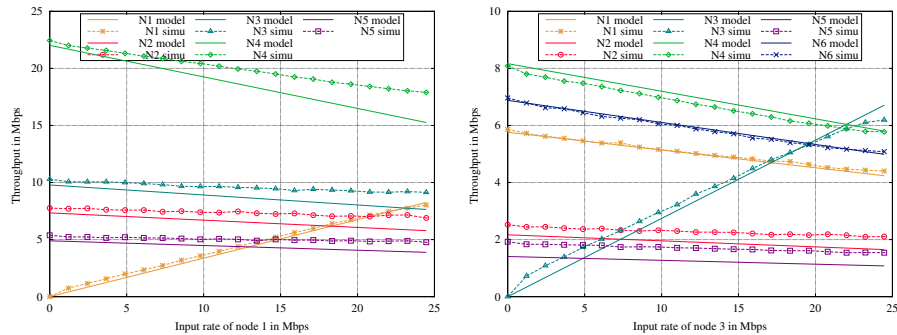 N1 model
N1 simu
N2 model
N2 simu
N3 model
N3 simu
N4 model
N4 simu
N5 model
N5 simu
25
20
15
10
5
0
Throughput in Mbps
0
5
10
15
20
25
Input rate of node 1 in Mbps
N1 model
N1 simu
N2 model
N2 simu
N3 model
N3 simu
N4 model
N4 simu
N5 model
N5 simu
N6 model
N6 simu
10
8
6
4
2
0
Throughput in Mbps
0
5
10
15
20
25
Input rate of node 3 in Mbps